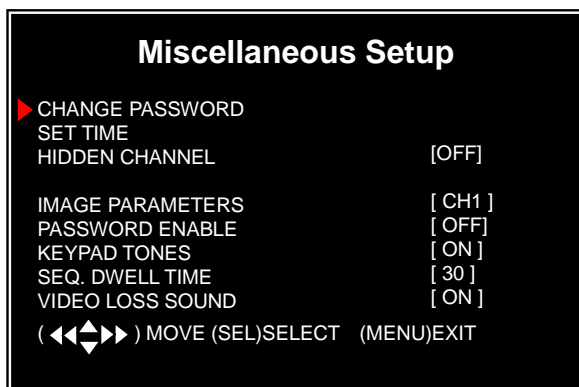 Miscellaneous Setup
CHANGE PASSWORD
SET TIME
HIDDEN CHANNEL [OFF]
IMAGE PARAMETERS [ CH1 ]
PASSWORD ENABLE [ OFF]
KEYPAD TONES [ ON ]
SEQ. DWELL TIME [ 30 ]
VIDEO LOSS SOUND [ ON ]
( ◀◀▲▼▶▶ ) MOVE (SEL)SELECT (MENU)EXIT